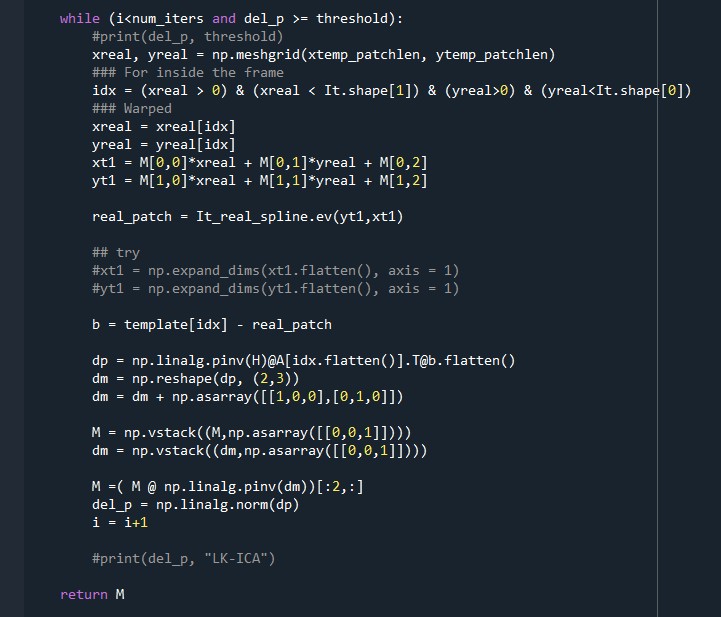 while (i<num_iters and del_p >= threshold):
#print(del_p, threshold)
xreal, yreal = np.meshgrid(xtemp_patchlen, ytemp_patchlen)
### For inside the frame
idx = (xreal > 0) & (xreal < It.shape[1]) & (yreal>0) & (yreal<It.shape[0])
### Warped
xreal = xreal[idx]
yreal = yreal[idx]
xt1 = M[0,0]*xreal + M[0,1]*yreal + M[0,2]
yt1 = M[1,0]*xreal + M[1,1]*yreal + M[1,2]
real_patch = It_real_spline.ev(yt1,xt1)
## try
#xt1 = np.expand_dims(xt1.flatten(), axis = 1)
#yt1 = np.expand_dims(yt1.flatten(), axis = 1)
b = template[idx] - real_patch
dp = np.linalg.pinv(H)@A[idx.flatten()].T@b.flatten()
dm = np.reshape(dp, (2,3))
dm = dm + np.asarray([[1,0,0],[0,1,0]])
M = np.vstack((M,np.asarray([[0,0,1]])))
dm = np.vstack((dm,np.asarray([[0,0,1]])))
M =( M @ np.linalg.pinv(dm))[:2,:]
del_p = np.linalg.norm(dp)
i = i+1
#print(del_p, "LK-ICA")
return M